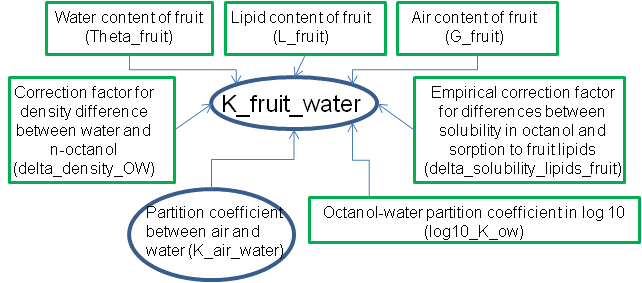 Water content of fruit
(Theta_fruit)
Lipid content of fruit
(L_fruit)
Air content of fruit
(G_fruit)
Correction factor for
density difference
between water and
n-octanol
(delta_density_OW)
K_fruit_water
Empirical correction factor
for differences between
solubility in octanol and
sorption to fruit lipids
(delta_solubility_lipids_fruit)
Partition coefficient
between air and
water (K_air_water)
Octanol-water partition coefficient in log 10
(log10_K_ow)